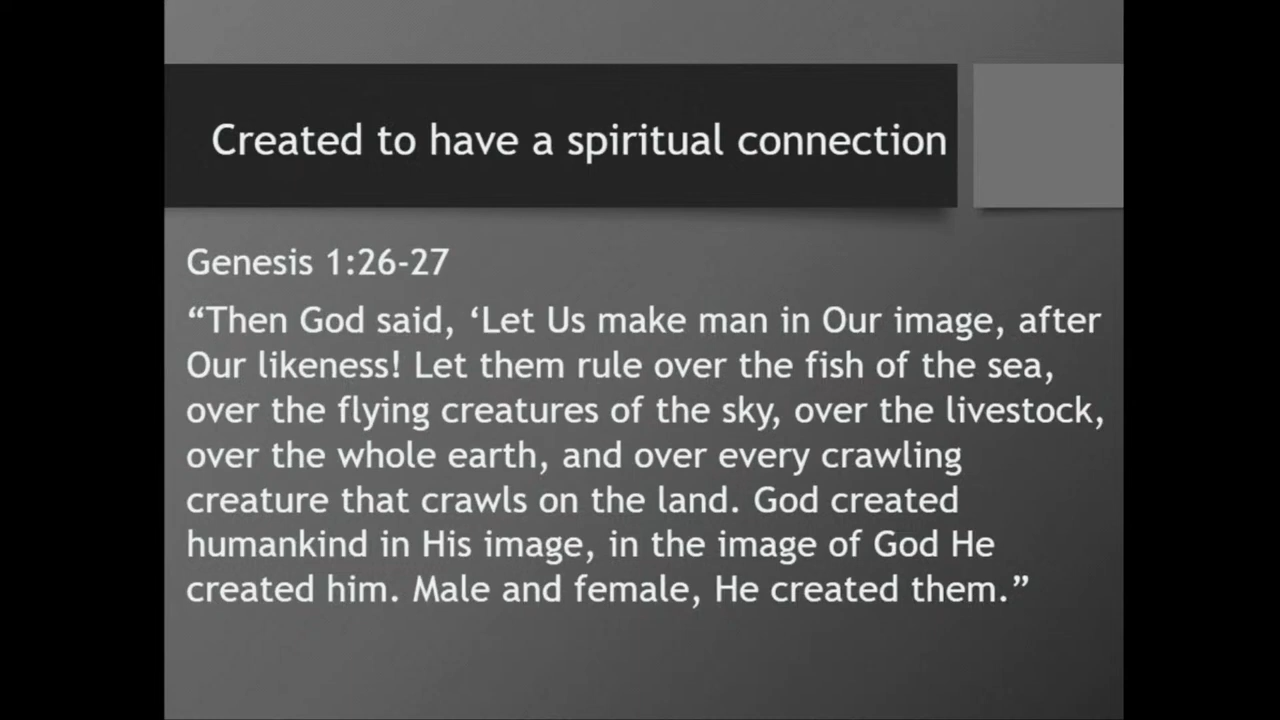 Created to have a spiritual connection
Genesis 1:26-27
“Then God said, ‘Let Us make man in Our image, after
Our likeness! Let them rule over the fish of the sea,
over the flying creatures of the sky, over the livestock,
over the whole earth, and over every crawling
creature that crawls on the land. God created
humankind in His image, in the image of God He
created him. Male and female, He created them.”